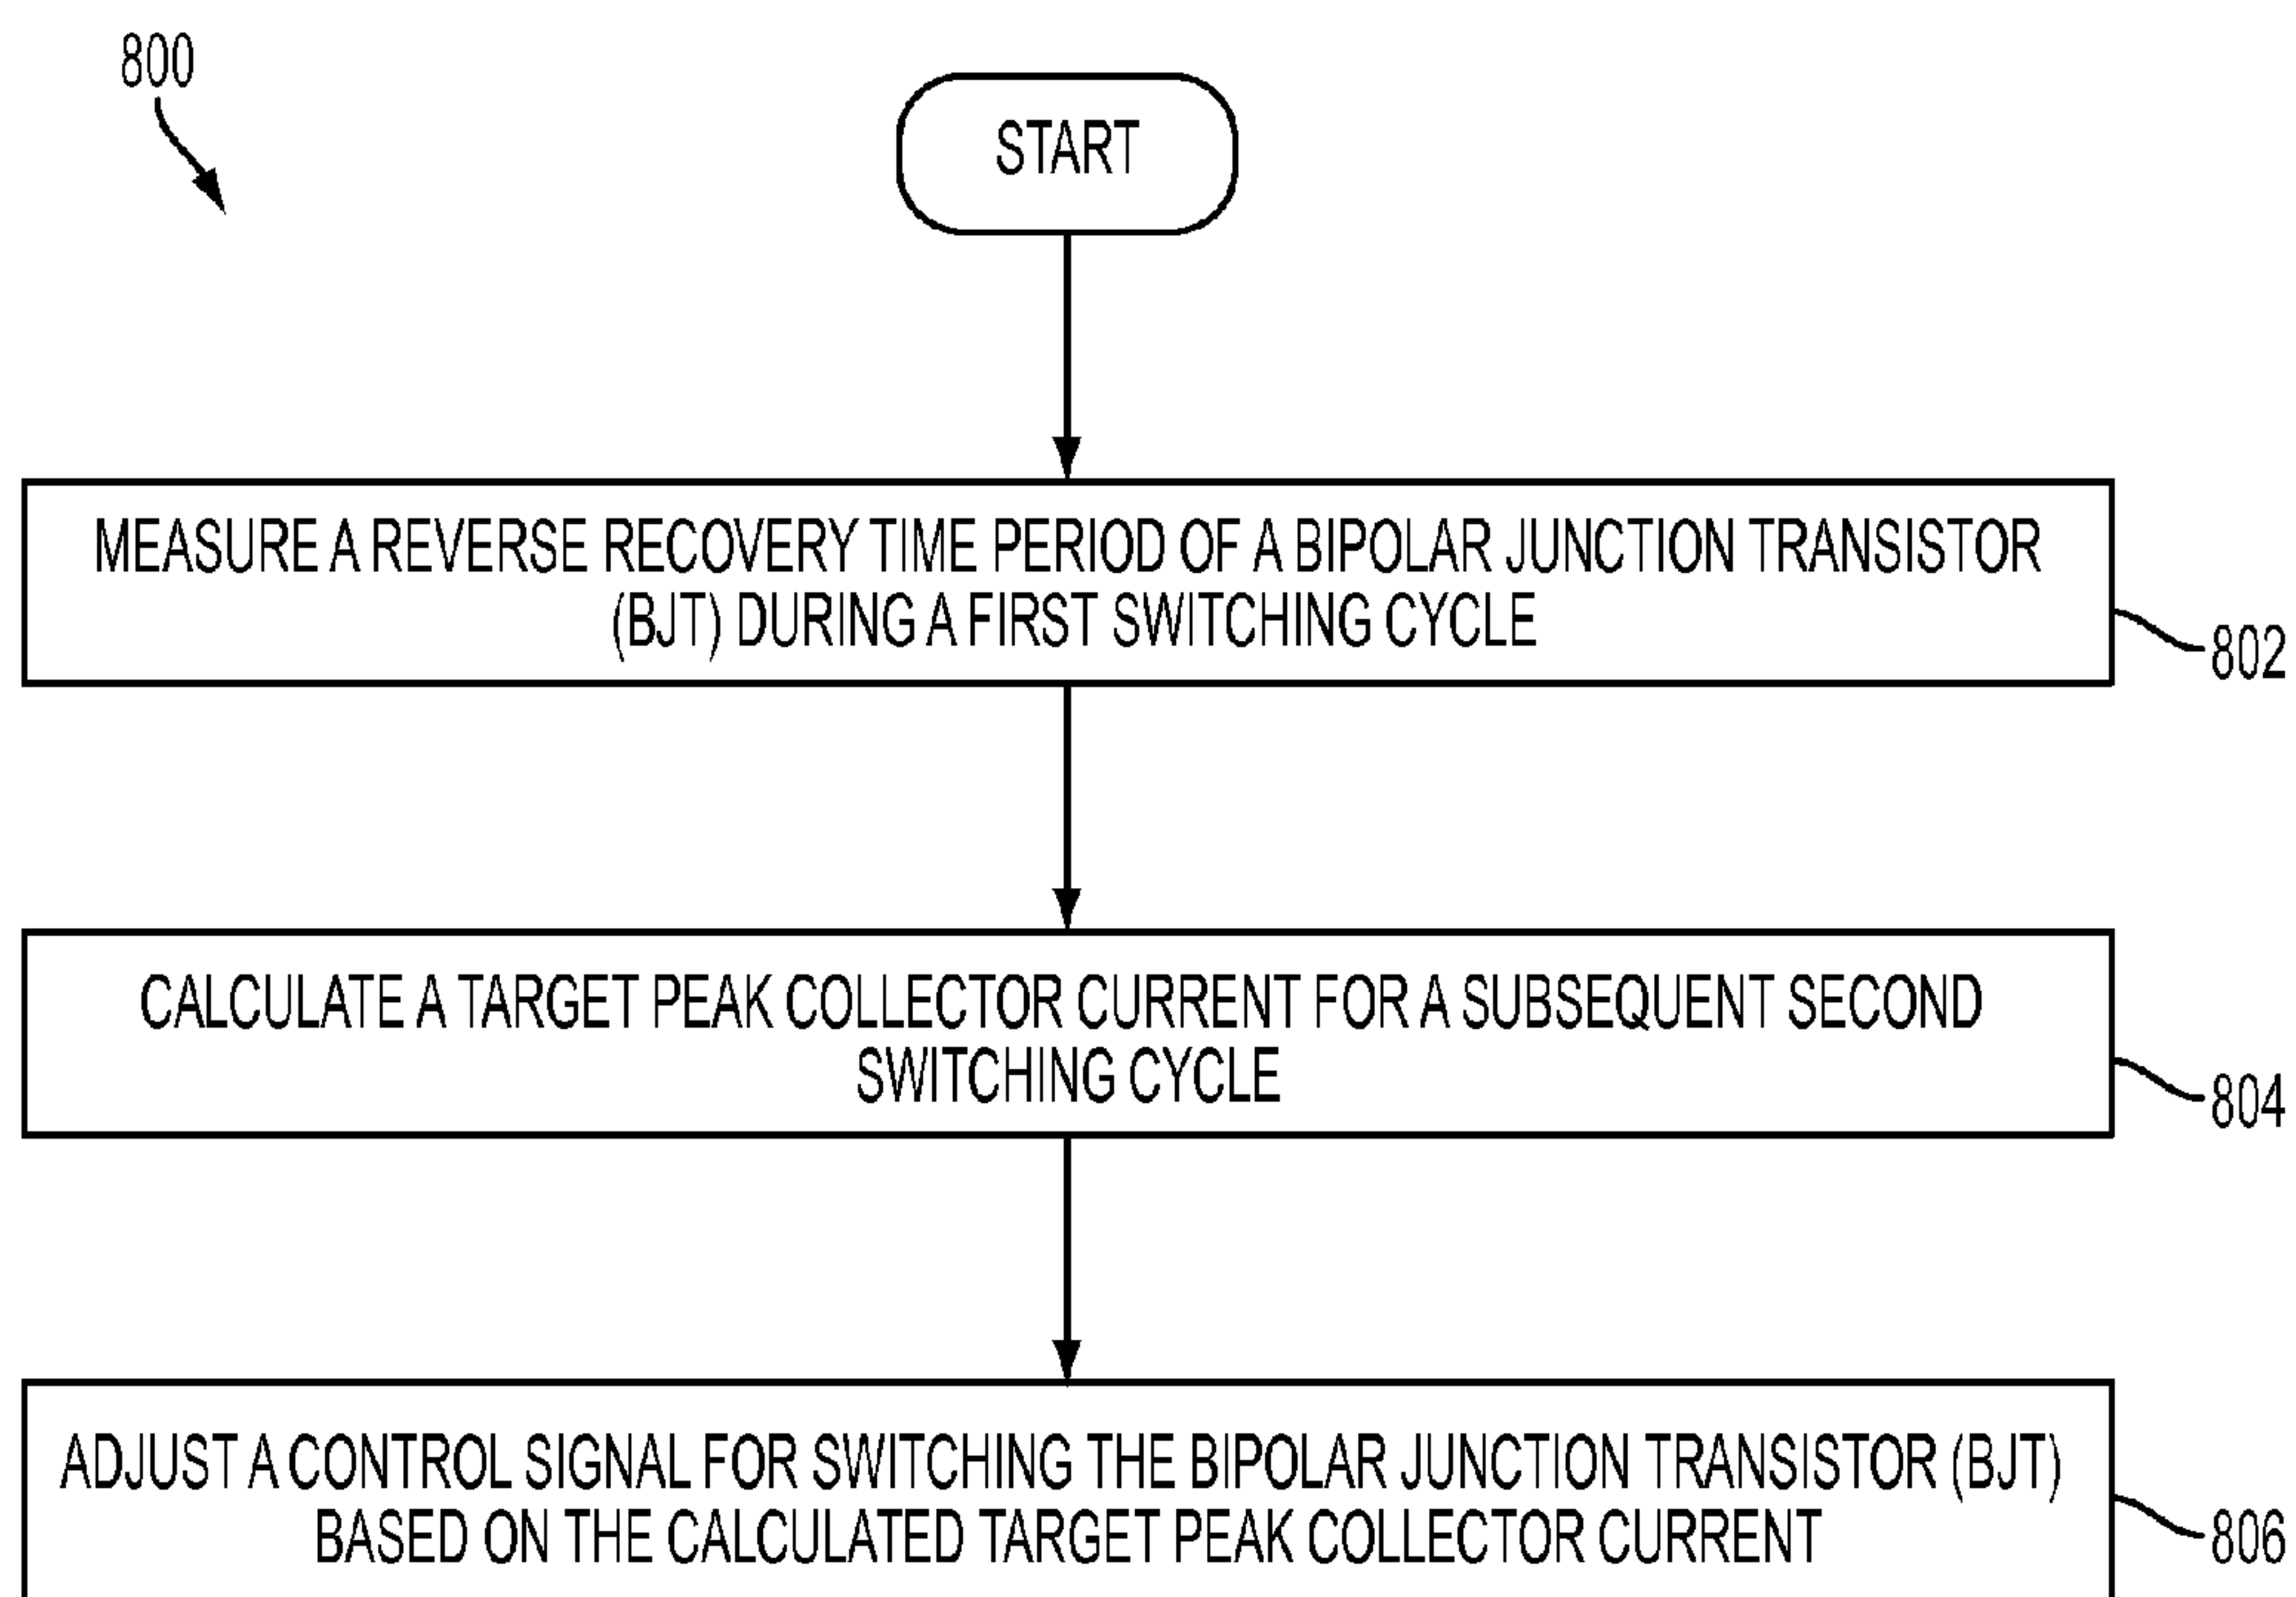 800
START
MEASURE A REVERSE RECOVERY TIME PERIOD OF A BIPOLAR JUNCTION TRANSISTOR
(BJT) DURING A FIRST SWITCHING CYCLE
802
CALCULATE A TARGET PEAK COLLECTOR CURRENT FOR A SUBSEQUENT SECOND
SWITCHING CYCLE
804
ADJUST A CONTROL SIGNAL FOR SWITCHING THE BIPOLAR JUNCTION TRANSISTOR (BJT)
BASED ON THE CALCULATED TARGET PEAK COLLECTOR CURRENT
806